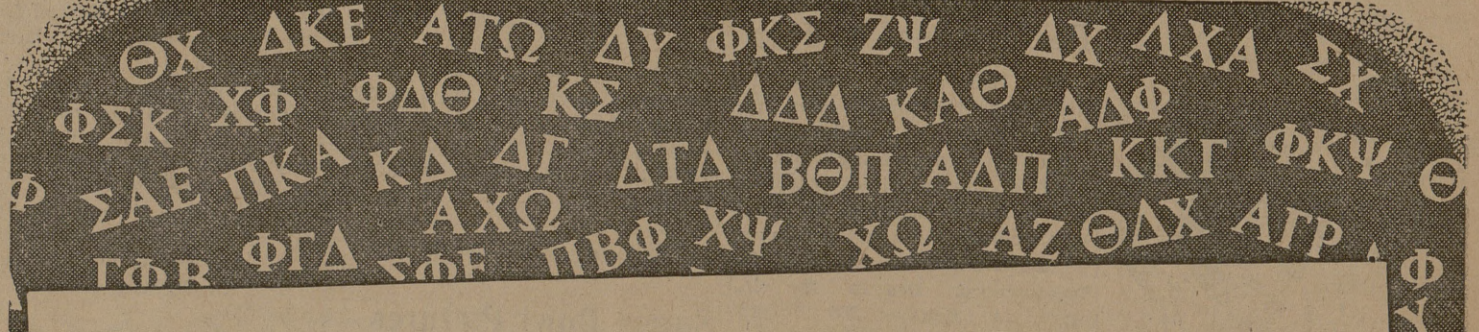 ΘΧ ΔΚΕ ΑΤΩ ΔΥ ΦΚΣ ΖΨ ΔΧ ΛΧΑ ΣΧ
ΦΣΚ ΧΦ ΦΔΘ ΚΣ ΔΔΔ ΚΑΘ ΑΔΦ
Φ ΣΑΕ ΠΚΑ ΚΔ ΔΓ ΔΤΔ ΒΘΠ ΑΔΠ ΚΚΓ ΦΚΨ Θ
ΑΧΩ
ΓΦΒ ΦΓΔ ΣΦΕ ΠΒΦ ΧΨ ΧΩ ΑΖ ΘΔΧ ΑΓΡ Φ